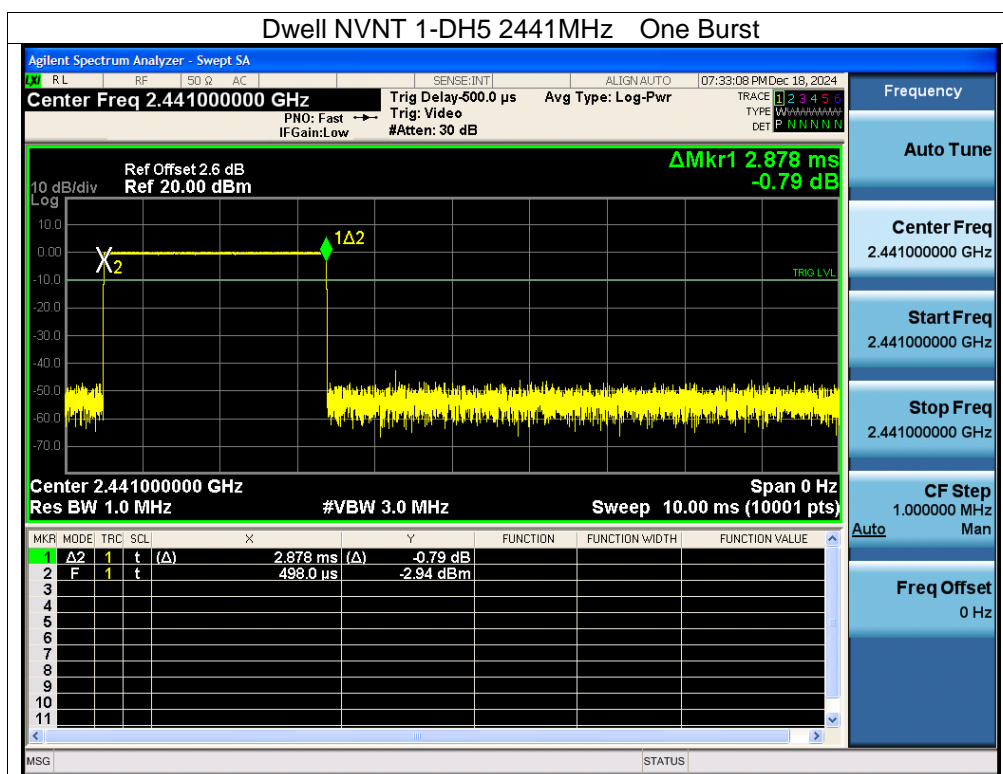 Dwell NVNT 1-DH5 2441MHz One Burst
Agilent Spectrum Analyzer - Swept SA
LXI RL RF 50 Ω AC SENSE:INT ALIGNAUTO 07:33:08 PM Dec 18, 2024
Center Freq 2.441000000 GHz
PNO: Fast
IFGain:Low
Trig Delay-500.0 µs
Trig: Video
#Atten: 30 dB
Avg Type: Log-Pwr
TRACE 1 2 3 4 5 6
TYPE WWWWWW
DET P N N N N N
ΔMkr1 2.878 ms
-0.79 dB
Ref Offset 2.6 dB
10 dB/div Ref 20.00 dBm
Log
10.0
0.00
-10.0
-20.0
-30.0
-40.0
-50.0
-60.0
-70.0
1Δ2
2
TRIG LVL
Center 2.441000000 GHz Span 0 Hz
Res BW 1.0 MHz #VBW 3.0 MHz Sweep 10.00 ms (10001 pts)
MKR MODE TRC SCL X Y FUNCTION FUNCTION WIDTH FUNCTION VALUE
1 Δ2 1 t (Δ) 2.878 ms (Δ) -0.79 dB
2 F 1 t 498.0 µs -2.94 dBm
3
4
5
6
7
8
9
10
11
MSG STATUS
Frequency
Auto Tune
Center Freq
2.441000000 GHz
Start Freq
2.441000000 GHz
Stop Freq
2.441000000 GHz
CF Step
1.000000 MHz
Auto Man
Freq Offset
0 Hz